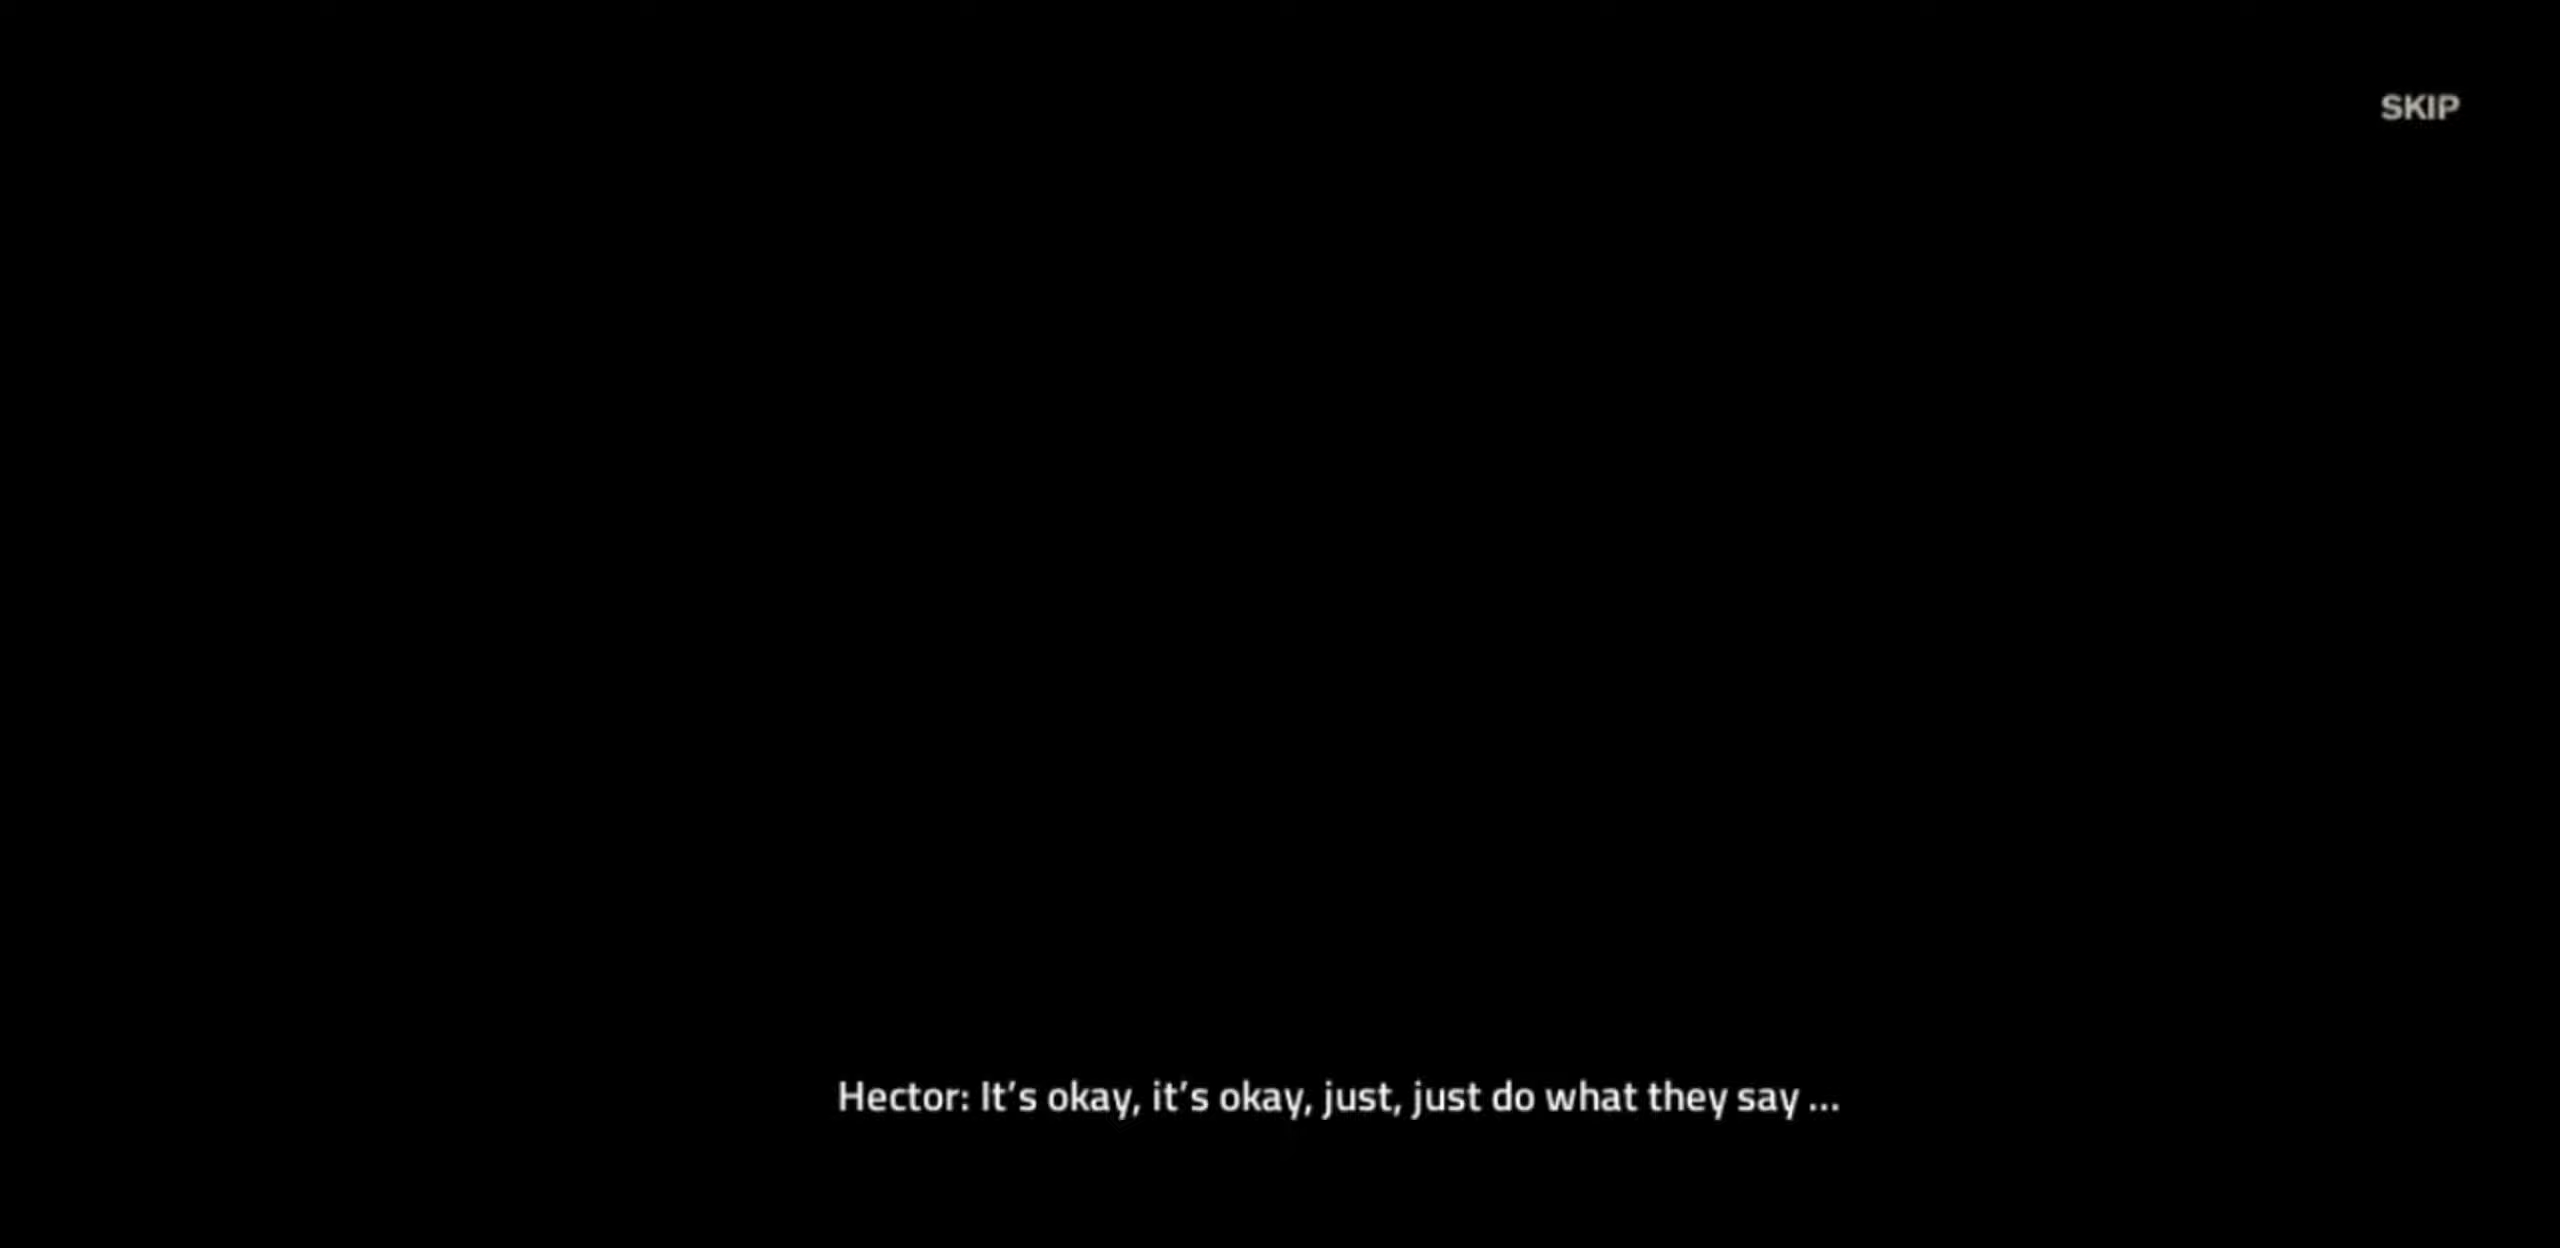 SKIP
Hector: It’s okay, it’s okay, just, just do what they say ...